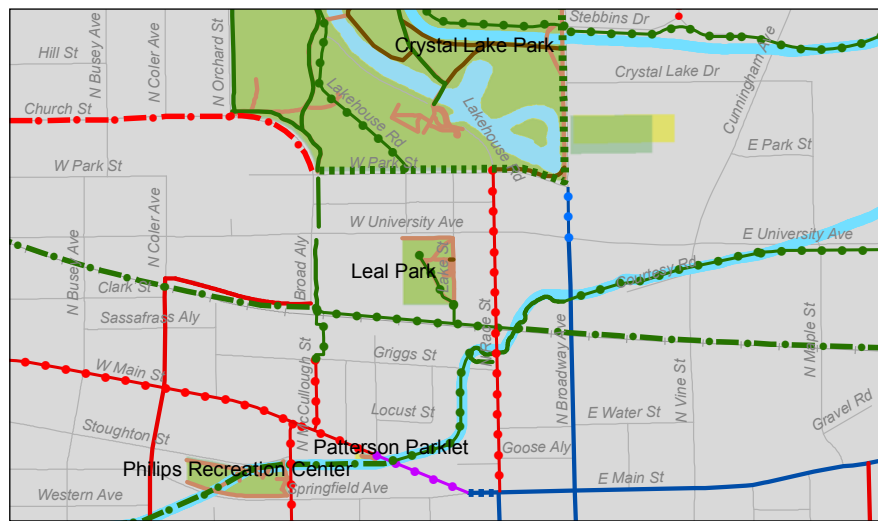 Stebbins Dr
Crystal Lake Park
Hill St
N Busey Ave
N Coler Ave
N Orchard St
Cunningham Ave
Crystal Lake Dr
Church St
Lakehouse Rd
Lakehouse Rd
E Park St
W Park St
W Park St
W University Ave
E University Ave
N Busey Ave
N Coler Ave
Broad Aly
Leal Park
Lake St
Courtesy Rd
Clark St
Sassafrass Aly
N Race St
N Broadway Ave
N Vine St
N Maple St
Griggs St
W Main St
N McCullough St
Locust St
E Water St
Gravel Rd
Stoughton St
Patterson Parklet
Goose Aly
Philips Recreation Center
E Main St
Springfield Ave
Western Ave